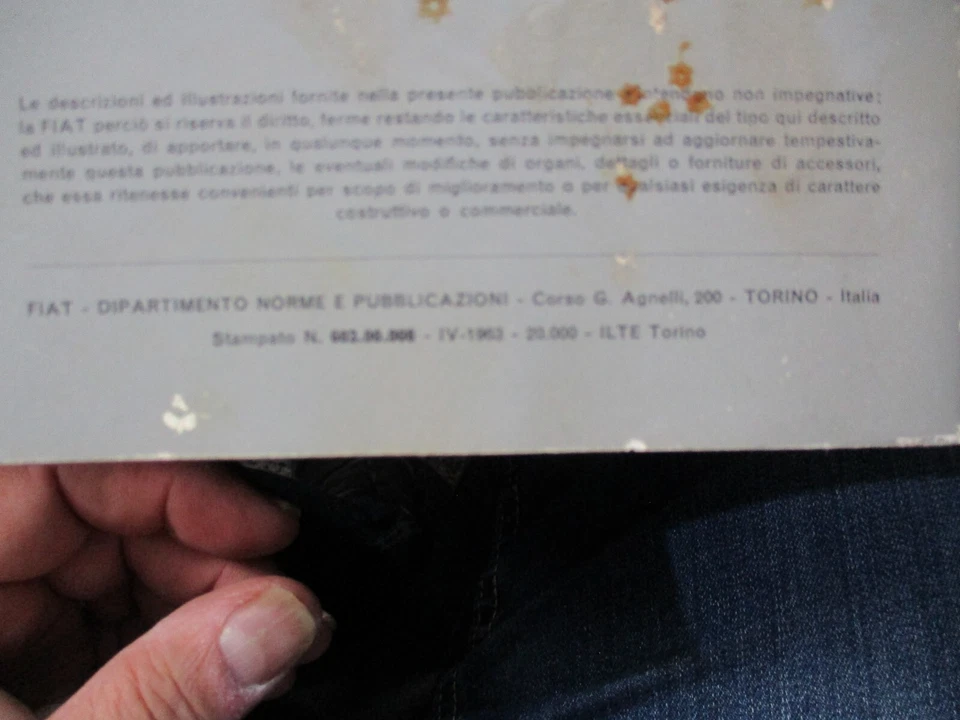 Le descrizioni ed illustrazioni fornite nella presente pubblicazione s'intendono non impegnative;
la FIAT perciò si riserva il diritto, ferme restando le caratteristiche essenziali del tipo qui descritto
ed illustrato, di apportare, in qualunque momento, senza impegnarsi ad aggiornare tempestiva-
mente questa pubblicazione, le eventuali modifiche di organi, dettagli o forniture di accessori,
che essa ritenesse convenienti per scopo di miglioramento o per qualsiasi esigenza di carattere
costruttivo o commerciale.
FIAT - DIPARTIMENTO NORME E PUBBLICAZIONI - Corso G. Agnelli, 200 - TORINO - Italia
Stampato N. - IV-1963 - 20.000 - ILTE Torino